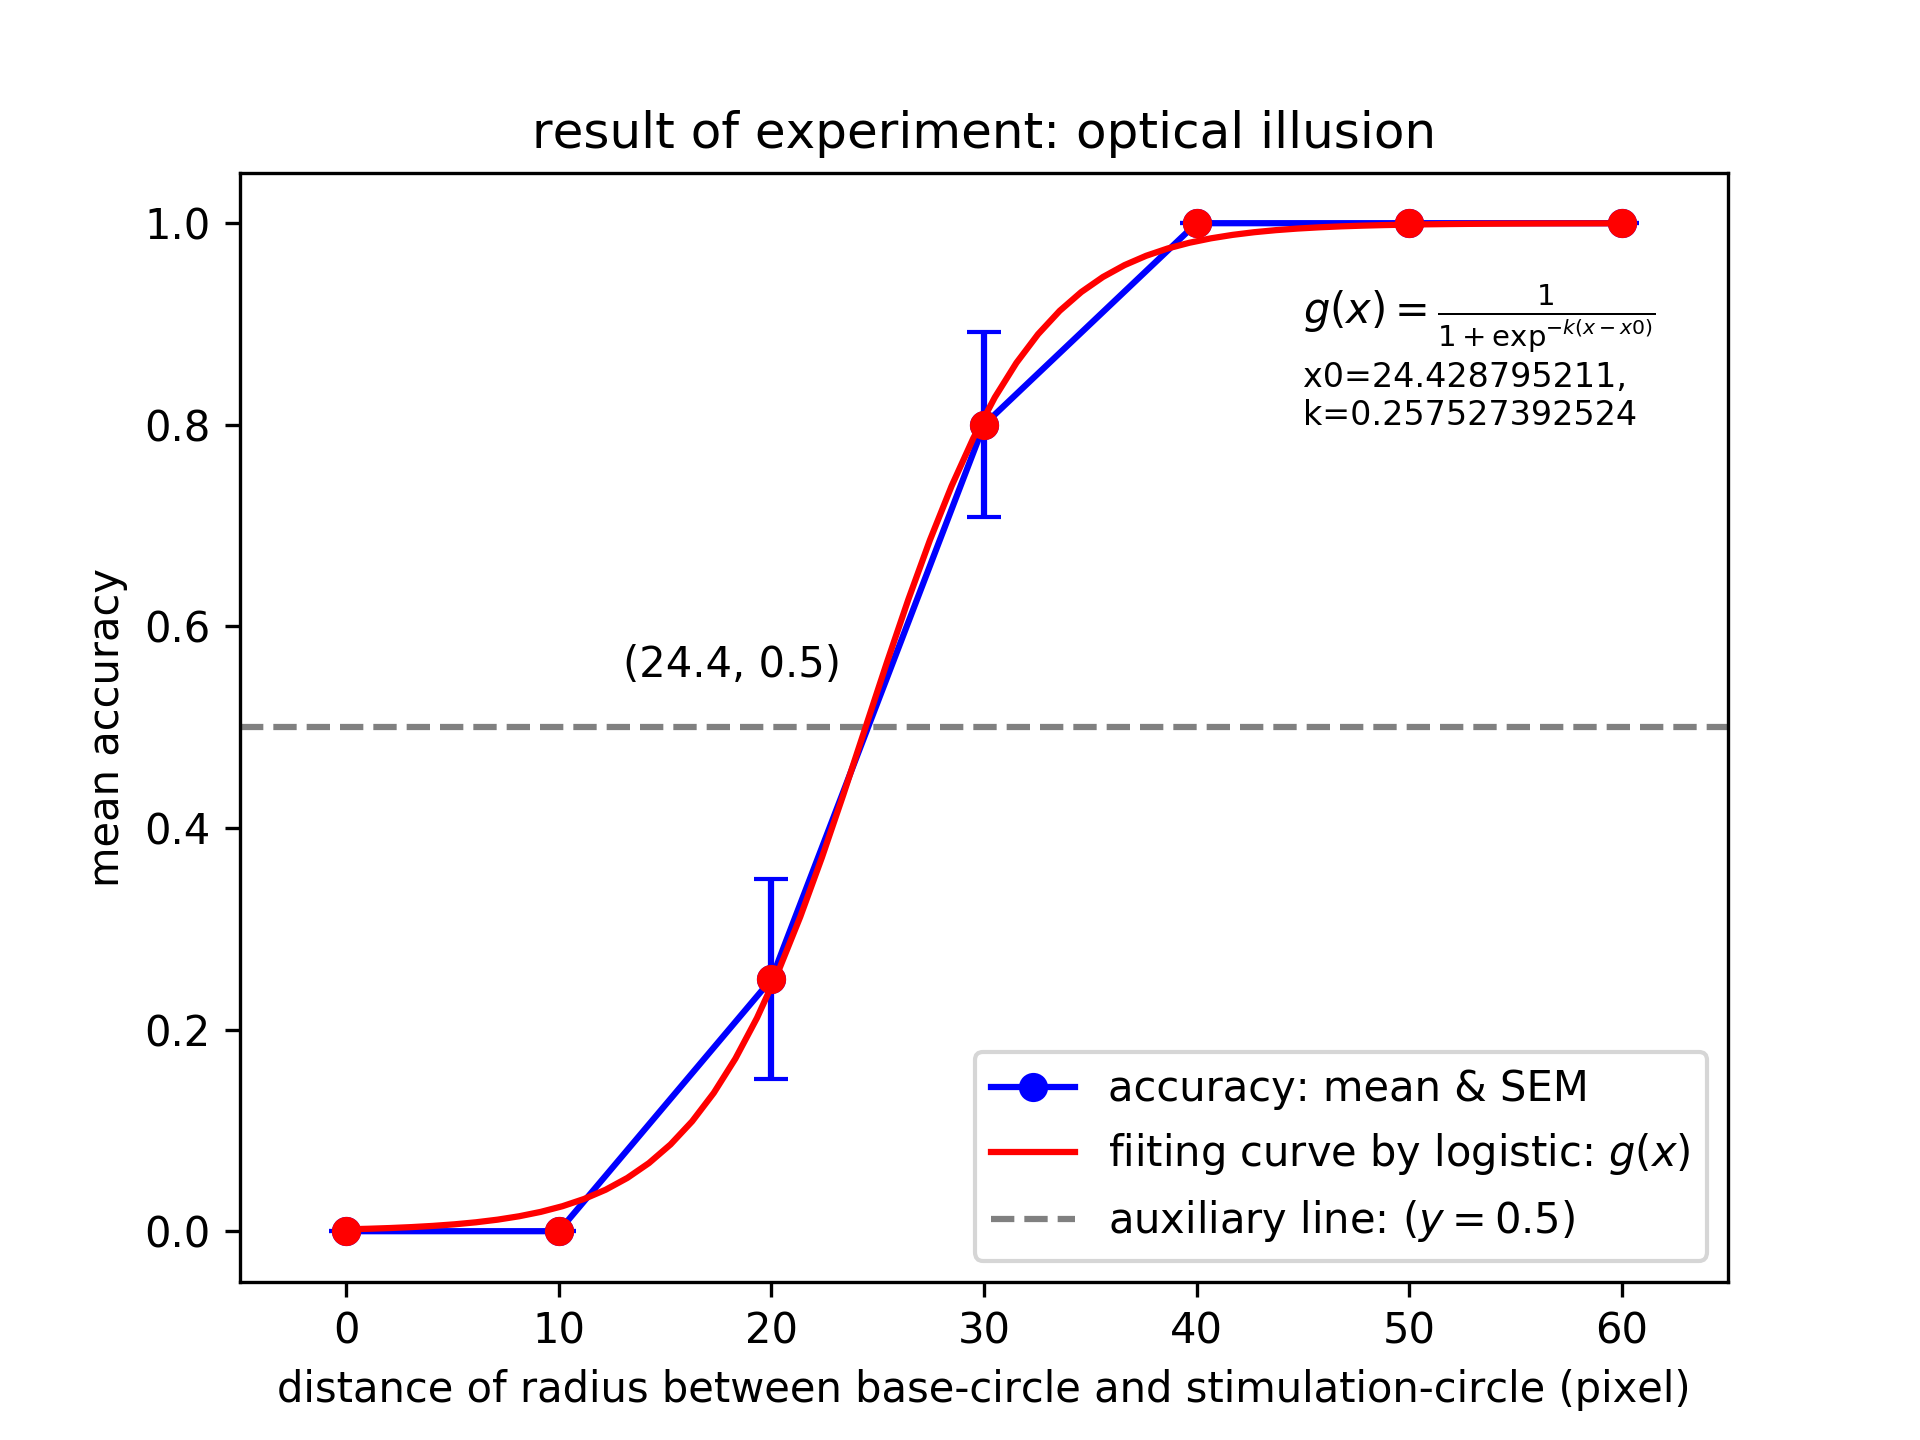 result of experiment: optical illusion
1.0
0.8
0.6
0.4
0.2
0.0
mean accuracy
g(x) = 1 / 1 + exp^{-k(x-x0)}
x0=24.428795211,
k=0.257527392524
(24.4, 0.5)
accuracy: mean & SEM
fiiting curve by logistic: g(x)
auxiliary line: (y = 0.5)
0 10 20 30 40 50 60
distance of radius between base-circle and stimulation-circle (pixel)